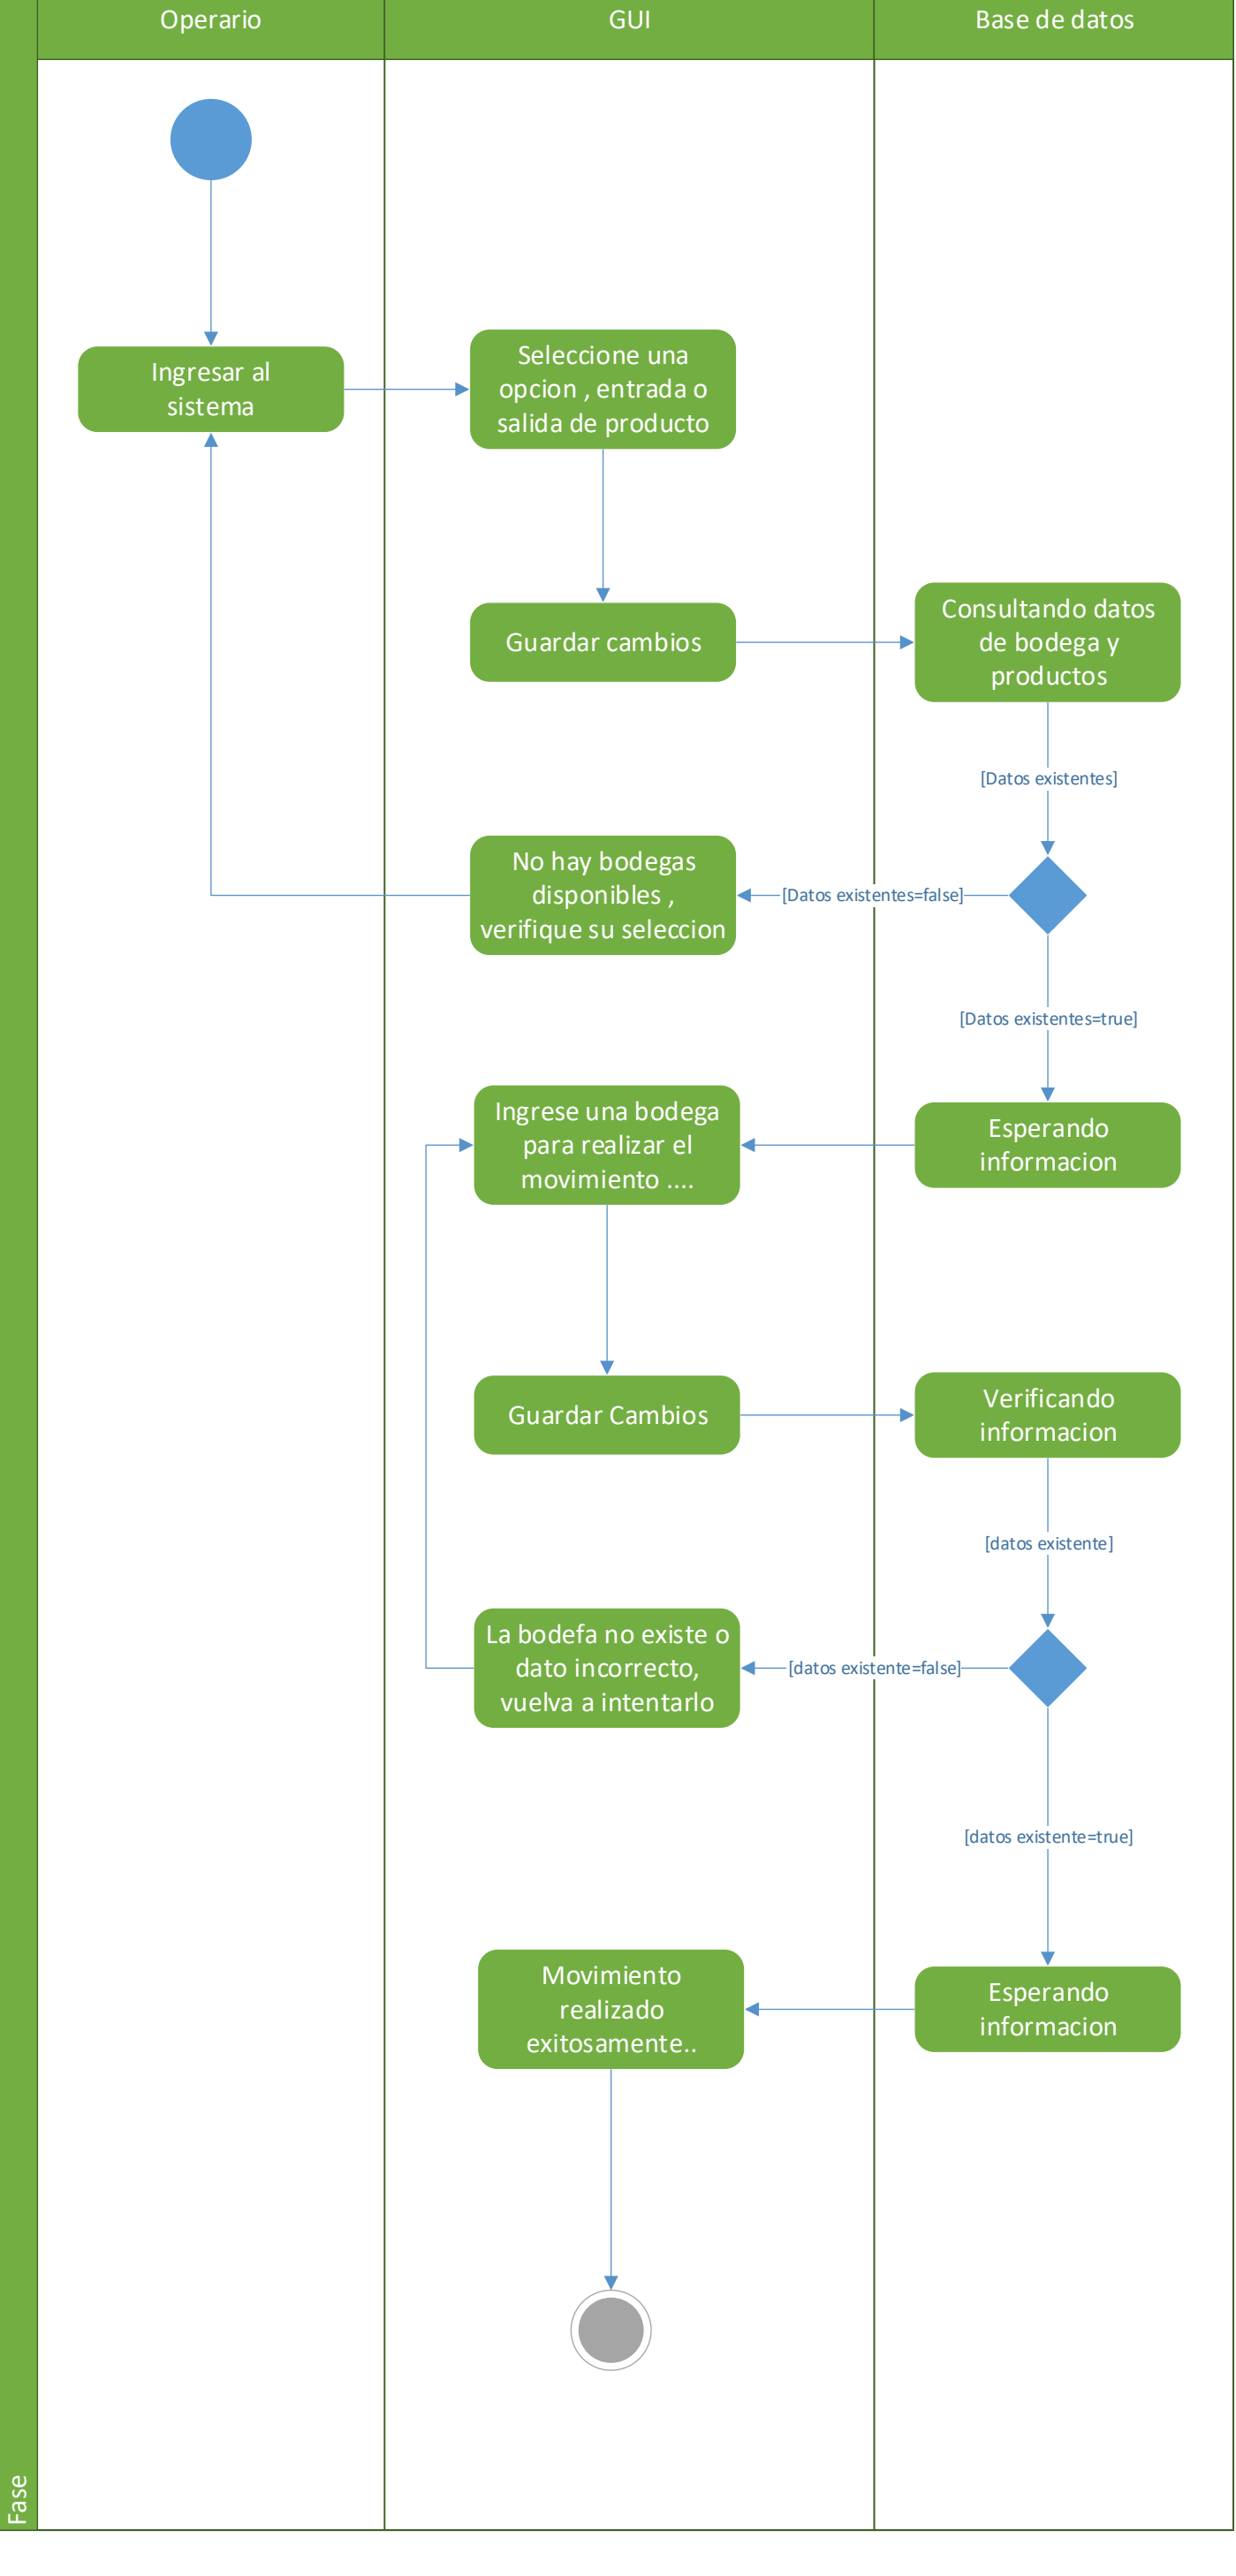 Operario
GUI
Base de datos
Ingresar al
sistema
Seleccione una
opcion , entrada o
salida de producto
Guardar cambios
Consultando datos
de bodega y
productos
[Datos existentes]
No hay bodegas
disponibles ,
verifique su seleccion
[Datos existentes=false]
[Datos existentes=true]
Ingrese una bodega
para realizar el
movimiento ....
Esperando
informacion
Guardar Cambios
Verificando
informacion
[datos existente]
La bodefa no existe o
dato incorrecto,
vuelva a intentarlo
[datos existente=false]
[datos existente=true]
Movimiento
realizado
exitosamente..
Esperando
informacion
Fase